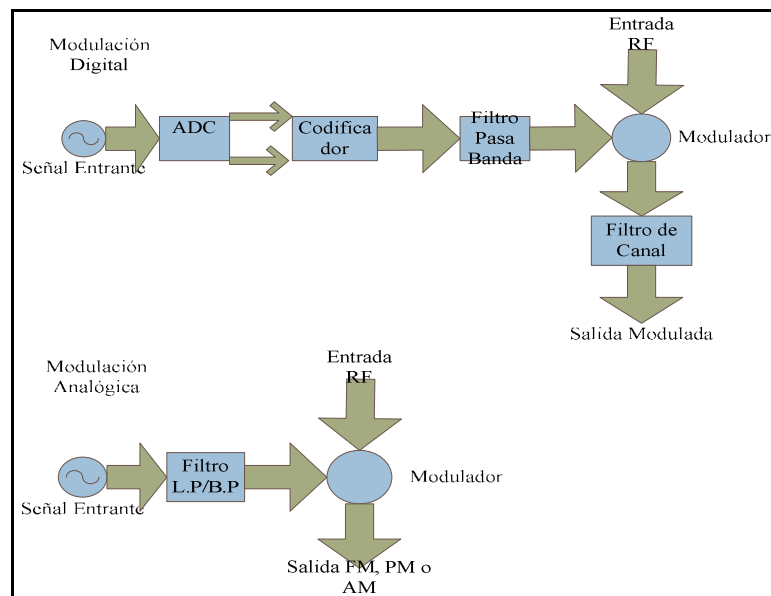 Modulación
Digital
Entrada
RF
ADC
Codifica
dor
Filtro
Pasa
Banda
Modulador
Señal Entrante
Filtro de
Canal
Salida Modulada
Modulación
Analógica
Entrada
RF
Filtro
L.P/B.P
Modulador
Señal Entrante
Salida FM, PM o
AM